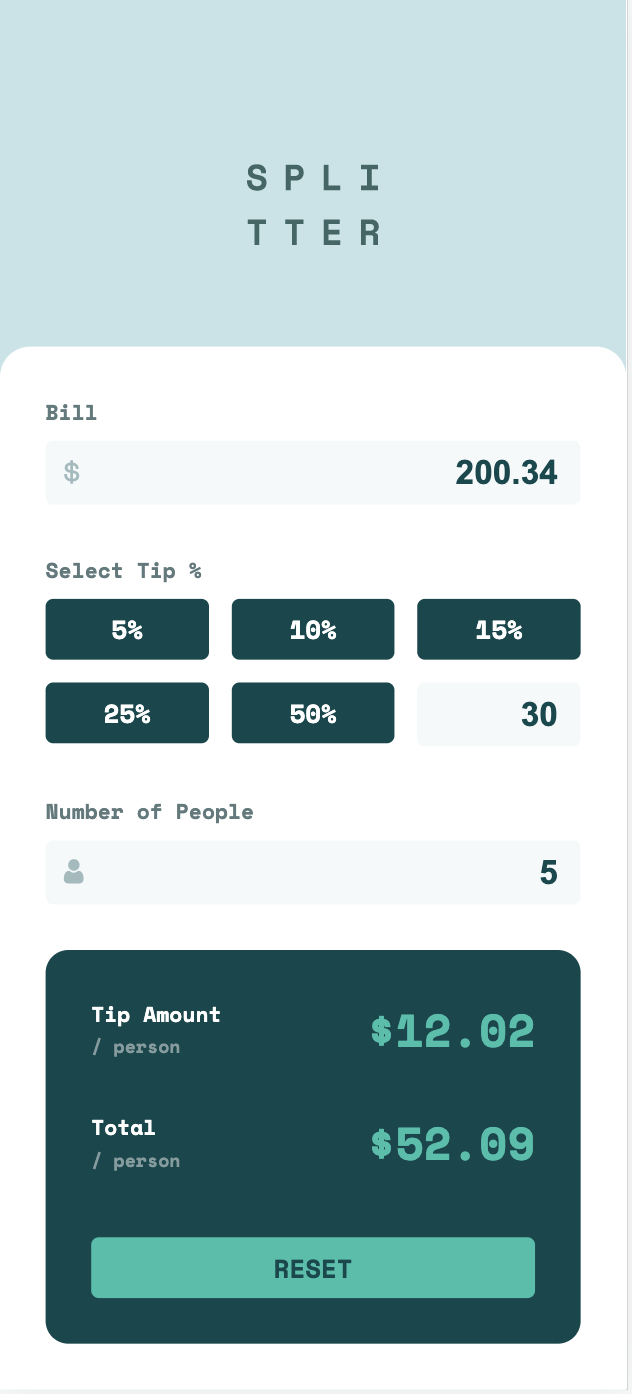 S P L I
T T E R
Bill
$ 200.34
Select Tip %
5% 10% 15%
25% 50% 30
Number of People
5
Tip Amount
/ person
$12.02
Total
/ person
$52.09
RESET